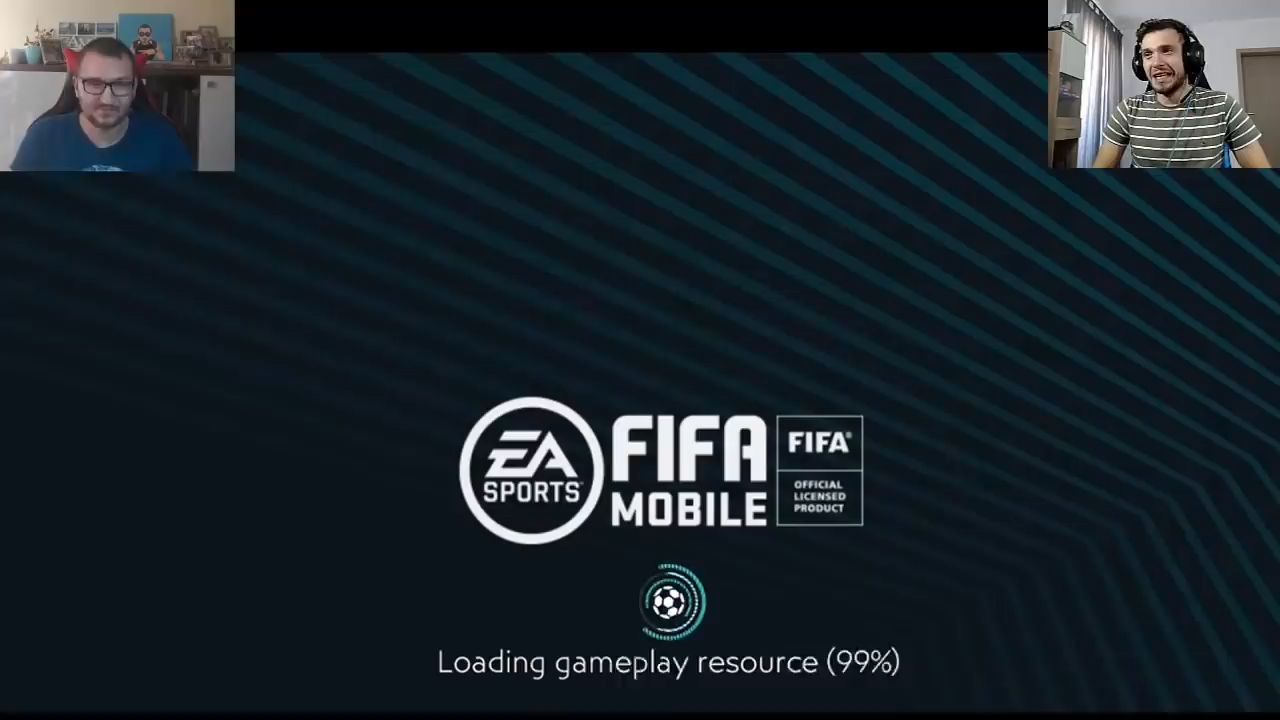 EA
SPORTS
FIFA
MOBILE
FIFA®
OFFICIAL
LICENSED
PRODUCT
Loading gameplay resource (99%)